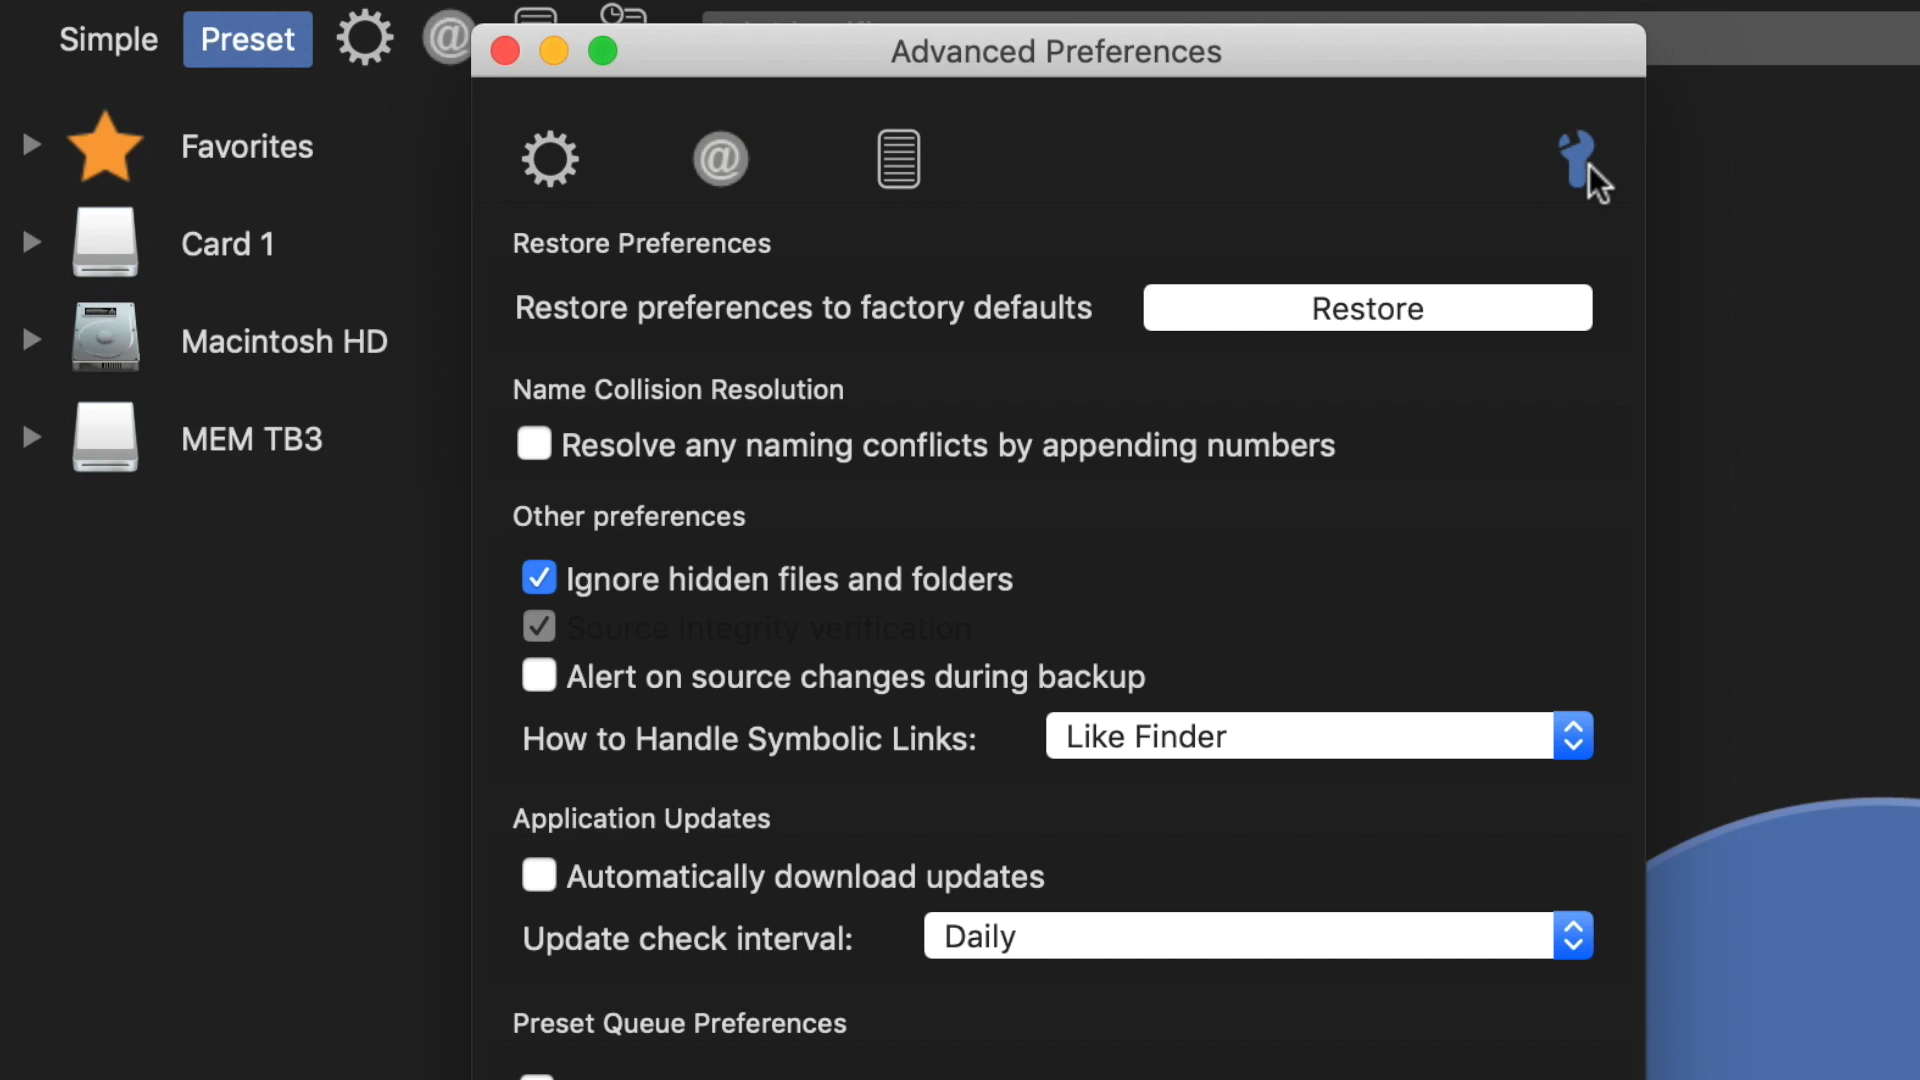 Simple
Preset
Advanced Preferences
Favorites
Card 1
Macintosh HD
MEM TB3
Restore Preferences
Restore preferences to factory defaults
Restore
Name Collision Resolution
Resolve any naming conflicts by appending numbers
Other preferences
Ignore hidden files and folders
Source integrity verification
Alert on source changes during backup
How to Handle Symbolic Links:
Like Finder
Application Updates
Automatically download updates
Update check interval:
Daily
Preset Queue Preferences